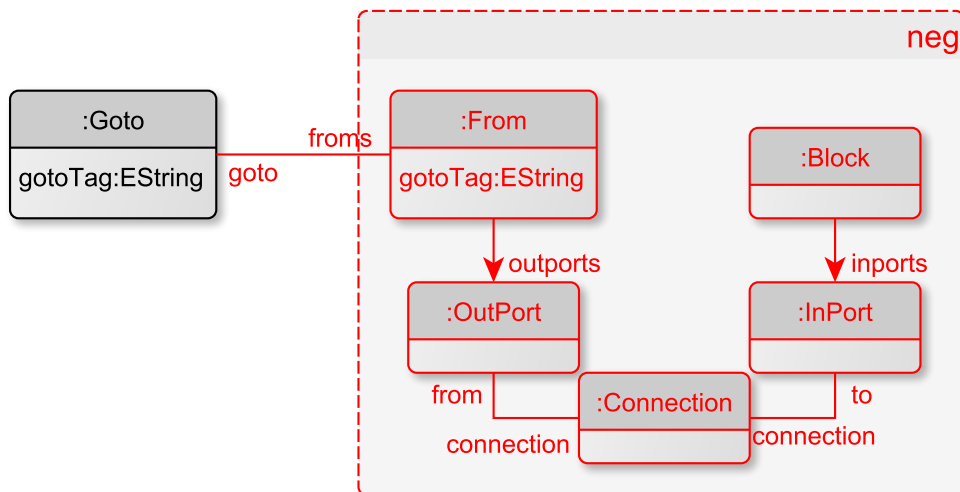 neg
:Goto
gotoTag:EString
froms
goto
:From
gotoTag:EString
:Block
outports
inports
:OutPort
:InPort
from
to
:Connection
connection
connection